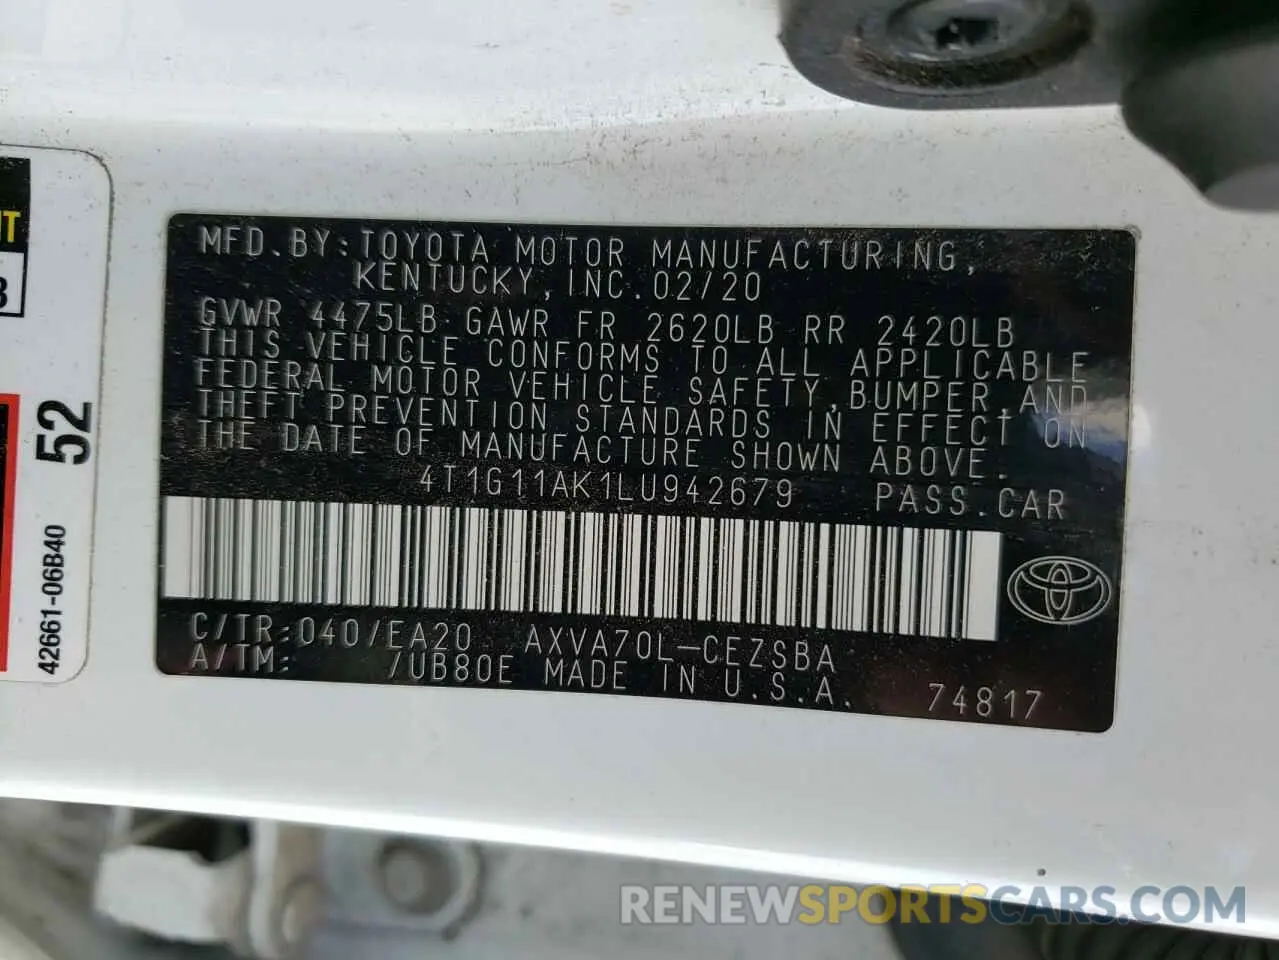 MFD.BY:TOYOTA MOTOR MANUFACTURING,
KENTUCKY,INC.02/20
GVWR 4475LB GAWR FR 2620LB RR 2420LB
THIS VEHICLE CONFORMS TO ALL APPLICABLE
FEDERAL MOTOR VEHICLE SAFETY,BUMPER,AND
THEFT PREVENTION STANDARDS IN EFFECT ON
THE DATE OF MANUFACTURE SHOWN ABOVE.
4T1G11AK1LU942679 PASS.CAR
C/TR:040/EA20 AXVA70L-CEZSBA
A/TM: /UB80E MADE IN U.S.A. 74817
52
42661-06B40
RENEWSPORTSCARS.COM